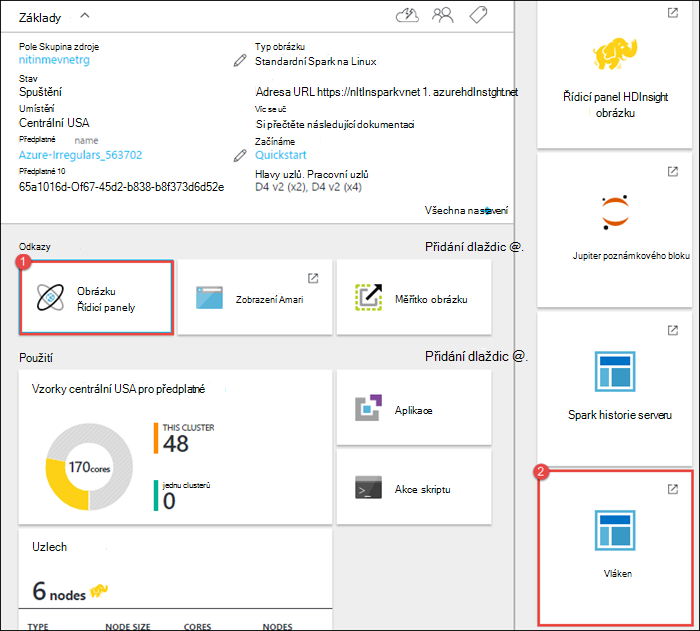 Základy
Pole Skupina zdroje
nitinmevnetrg
Stav
Spuštění
Umístění
Centrální USA
Předplatné name
Azure-Irregulars_563702
Předplatné 10
65a1016d-Of67-45d2-b838-b8f373d6d52e
Typ obrázku
Standardní Spark na Linux
Adresa URL https://nltlnsparkvnet 1. azurehdlnstght.net
Víc se uč
Si přečtěte následující dokumentaci
Začínáme
Quickstart
Hlavy uzlů. Pracovní uzlů
D4 v2 (x2), D4 v2 (x4)
Všechna nastavení
Odkazy
Přidání dlaždic @.
1
Obrázku
Řídicí panely
Zobrazení Amari
Měřítko obrázku
Použití
Přidání dlaždic @.
Vzorky centrální USA pro předplatné
170cores
THIS CLUSTER
48
jednu clusterů
0
Aplikace
Akce skriptu
Uzlech
6 nodes
TYPE NODE SIZE CORES NODES
Řídicí panel HDInsight
obrázku
Jupiter poznámkového bloku
Spark historie serveru
2
Vláken